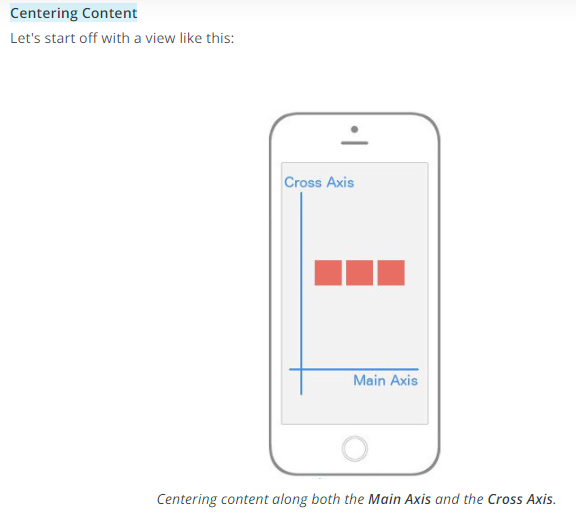 Centering Content
Let's start off with a view like this:
Cross Axis
Main Axis
Centering content along both the Main Axis and the Cross Axis.